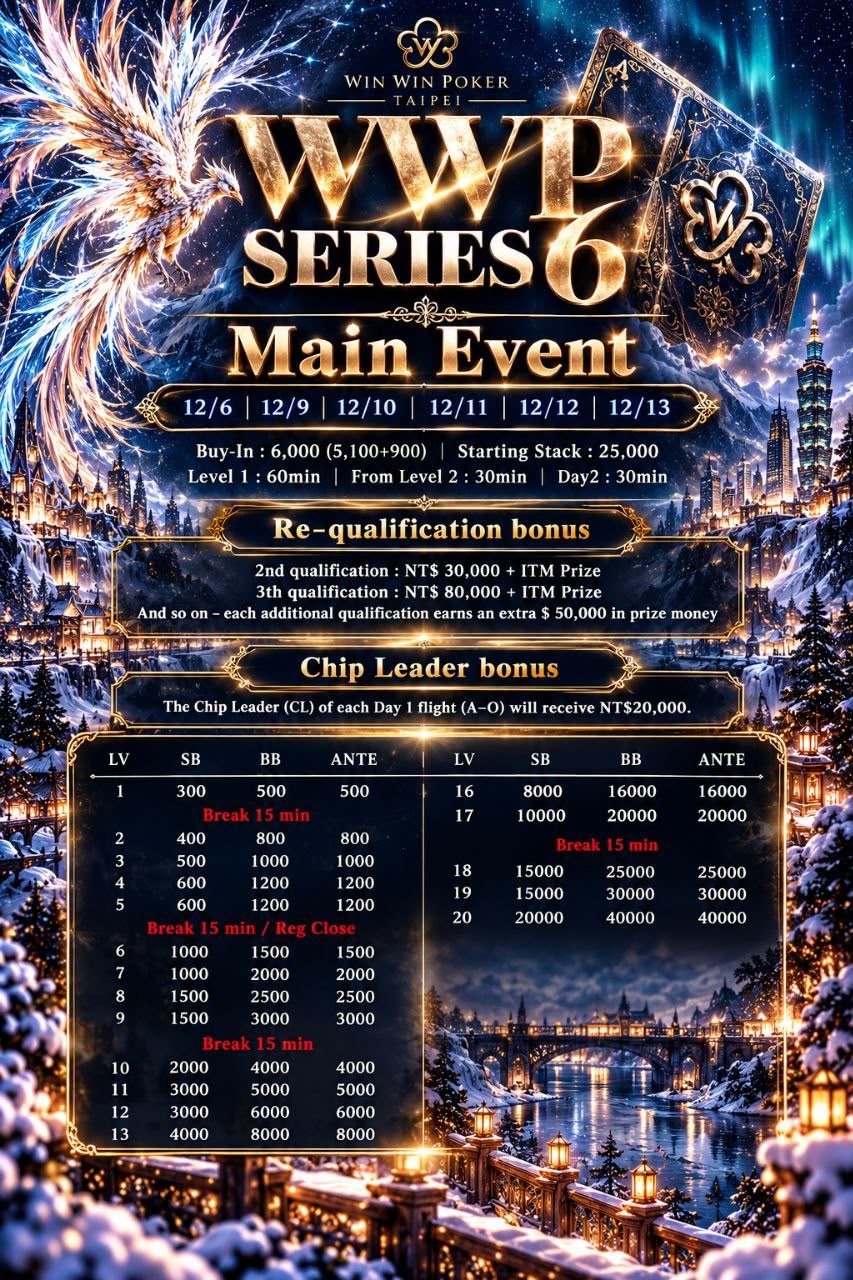 WIN WIN POKER
TAIPEI
WWP
SERIES 6
Main Event
12/6 | 12/9 | 12/10 | 12/11 | 12/12 | 12/13
Buy-In : 6,000 (5,100+900) | Starting Stack : 25,000
Level 1 : 60min | From Level 2 : 30min | Day2 : 30min
Re-qualification bonus
2nd qualification : NT$ 30,000 + ITM Prize
3th qualification : NT$ 80,000 + ITM Prize
And so on – each additional qualification earns an extra $ 50,000 in prize money
Chip Leader bonus
The Chip Leader (CL) of each Day 1 flight (A–O) will receive NT$20,000.
LV SB BB ANTE
1 300 500 500
Break 15 min
2 400 800 800
3 500 1000 1000
4 600 1200 1200
5 600 1200 1200
Break 15 min / Reg Close
6 1000 1500 1500
7 1000 2000 2000
8 1500 2500 2500
9 1500 3000 3000
Break 15 min
10 2000 4000 4000
11 3000 5000 5000
12 3000 6000 6000
13 4000 8000 8000
LV SB BB ANTE
16 8000 16000 16000
17 10000 20000 20000
Break 15 min
18 15000 25000 25000
19 15000 30000 30000
20 20000 40000 40000